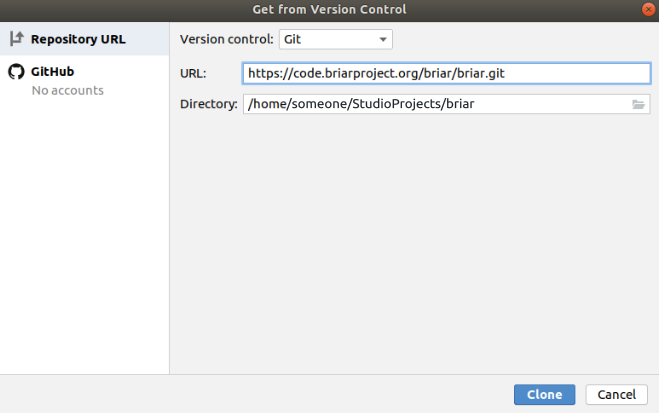 Get from Version Control
Repository URL
GitHub
No accounts
Version control: Git
URL: https://code.briarproject.org/briar/briar.git
Directory: /home/someone/StudioProjects/briar
Clone Cancel